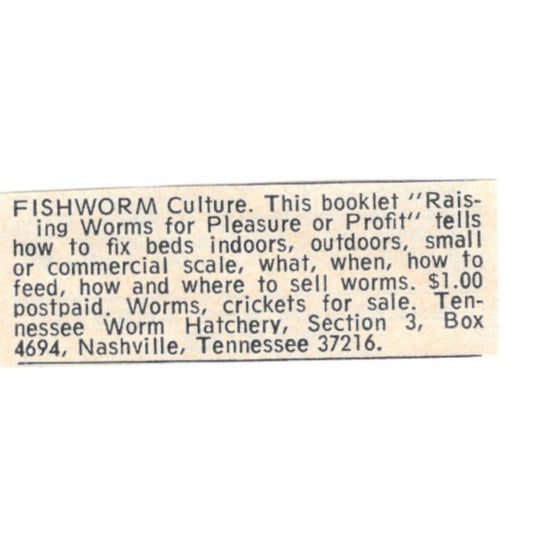 FISHWORM Culture. This booklet "Rais-
ing Worms for Pleasure or Profit" tells
how to fix beds indoors, outdoors, small
or commercial scale, what, when, how to
feed, how and where to sell worms. $1.00
postpaid. Worms, crickets for sale. Ten-
nessee Worm Hatchery, Section 3, Box
4694, Nashville, Tennessee 37216.